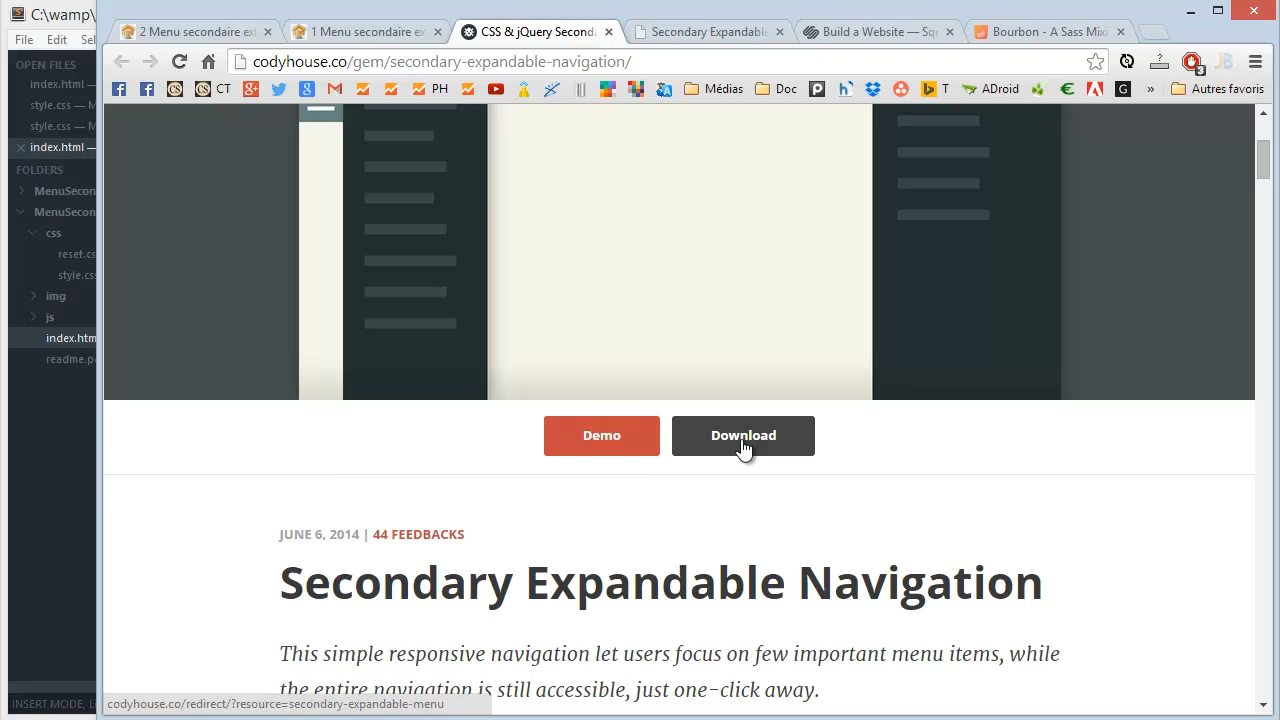 C:\wamp\
File Edit
OPEN FILES
index.html —
style.css — M
style.css — M
index.html —
FOLDERS
MenuSecon
MenuSecon
css
reset.cs
style.css
img
js
index.htm
readme.p
INSERT MODE, L
2 Menu secondaire ex
1 Menu secondaire ex
CSS & jQuery Second
Secondary Expandable
Build a Website — Sq
Bourbon - A Sass Mix
codyhouse.co/gem/secondary-expandable-navigation/
3
JB
CT
PH
Médias
Doc
T
ADroid
»
Autres favoris
Demo
Download
JUNE 6, 2014 | 44 FEEDBACKS
Secondary Expandable Navigation
This simple responsive navigation let users focus on few important menu items, while
the entire navigation is still accessible, just one-click away.
codyhouse.co/redirect/?resource=secondary-expandable-menu